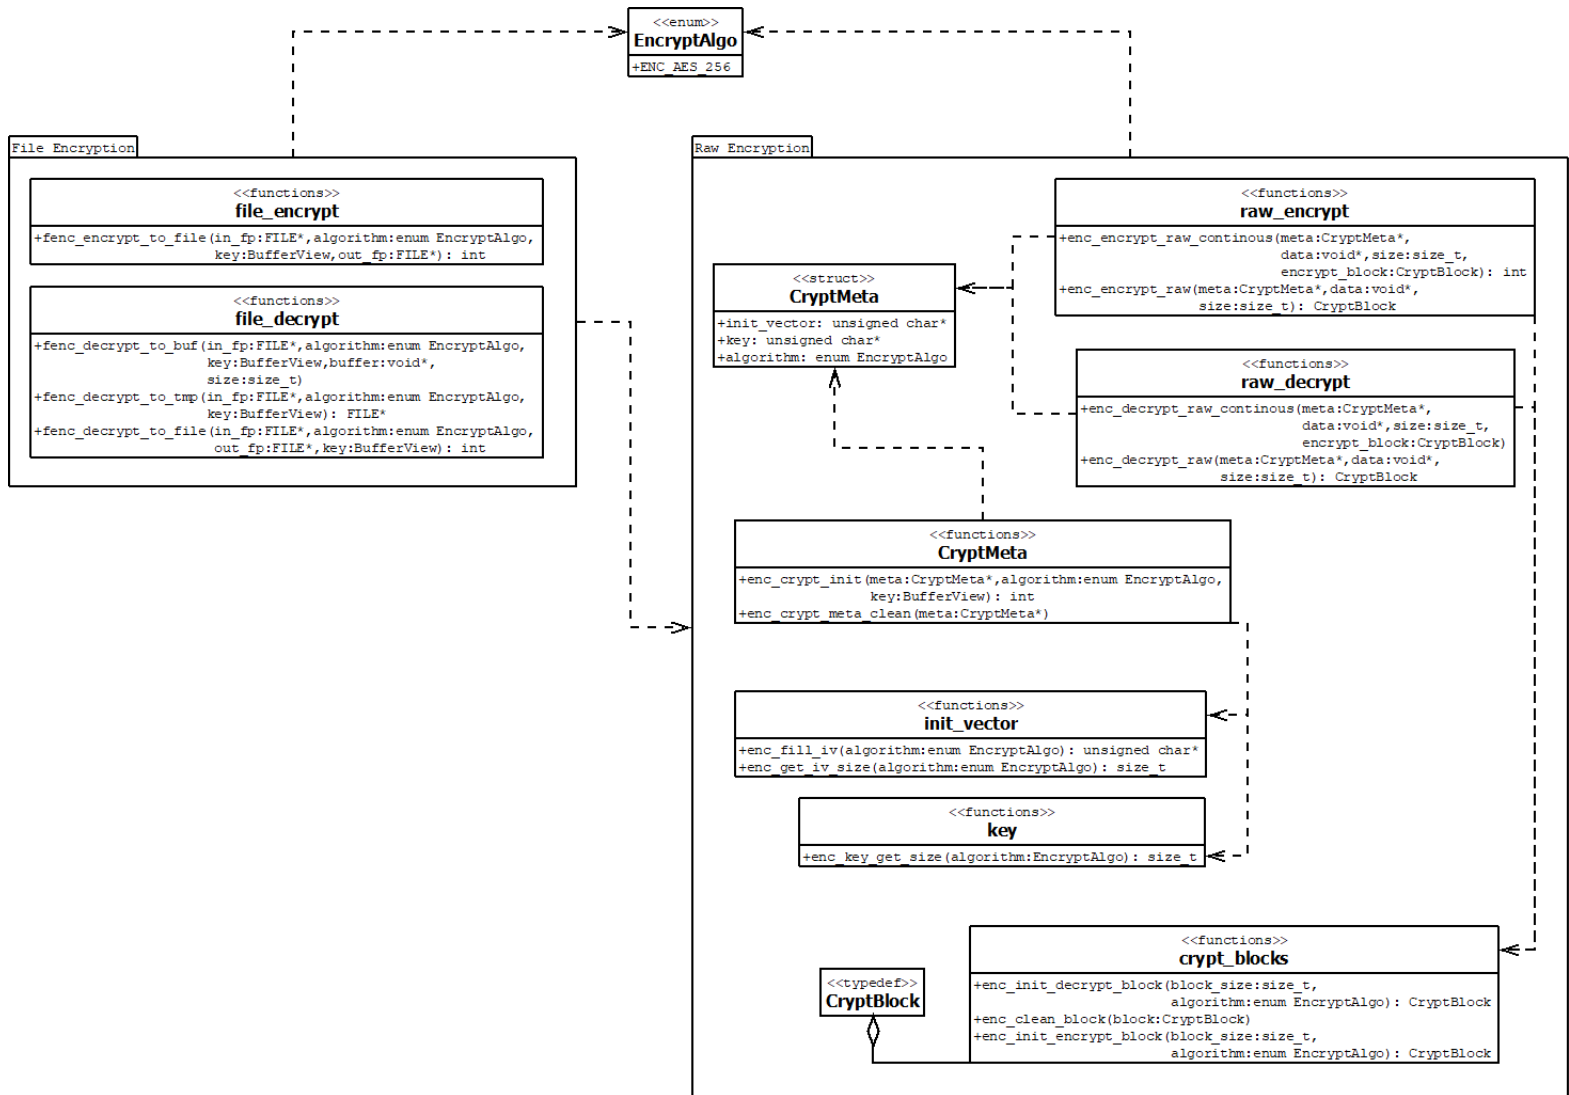 <<enum>>
EncryptAlgo
+ENC_AES_256
File Encryption
<<functions>>
file_encrypt
+fenc_encrypt_to_file(in_fp:FILE*,algorithm:enum EncryptAlgo,
key:BufferView,out_fp:FILE*): int
<<functions>>
file_decrypt
+fenc_decrypt_to_buf(in_fp:FILE*,algorithm:enum EncryptAlgo,
key:BufferView,buffer:void*,
size:size_t)
+fenc_decrypt_to_tmp(in_fp:FILE*,algorithm:enum EncryptAlgo,
key:BufferView): FILE*
+fenc_decrypt_to_file(in_fp:FILE*,algorithm:enum EncryptAlgo,
out_fp:FILE*,key:BufferView): int
Raw Encryption
<<functions>>
raw_encrypt
+enc_encrypt_raw_continous(meta:CryptMeta*,
data:void*,size:size_t,
encrypt_block:CryptBlock): int
+enc_encrypt_raw(meta:CryptMeta*,data:void*,
size:size_t): CryptBlock
<<struct>>
CryptMeta
+init_vector: unsigned char*
+key: unsigned char*
+algorithm: enum EncryptAlgo
<<functions>>
raw_decrypt
+enc_decrypt_raw_continous(meta:CryptMeta*,
data:void*,size:size_t,
encrypt_block:CryptBlock)
+enc_decrypt_raw(meta:CryptMeta*,data:void*,
size:size_t): CryptBlock
<<functions>>
CryptMeta
+enc_crypt_init(meta:CryptMeta*,algorithm:enum EncryptAlgo,
key:BufferView): int
+enc_crypt_meta_clean(meta:CryptMeta*)
<<functions>>
init_vector
+enc_fill_iv(algorithm:enum EncryptAlgo): unsigned char*
+enc_get_iv_size(algorithm:enum EncryptAlgo): size_t
<<functions>>
key
+enc_key_get_size(algorithm:EncryptAlgo): size_t
<<functions>>
crypt_blocks
+enc_init_decrypt_block(block_size:size_t,
algorithm:enum EncryptAlgo): CryptBlock
+enc_clean_block(block:CryptBlock)
+enc_init_encrypt_block(block_size:size_t,
algorithm:enum EncryptAlgo): CryptBlock
<<typedef>>
CryptBlock